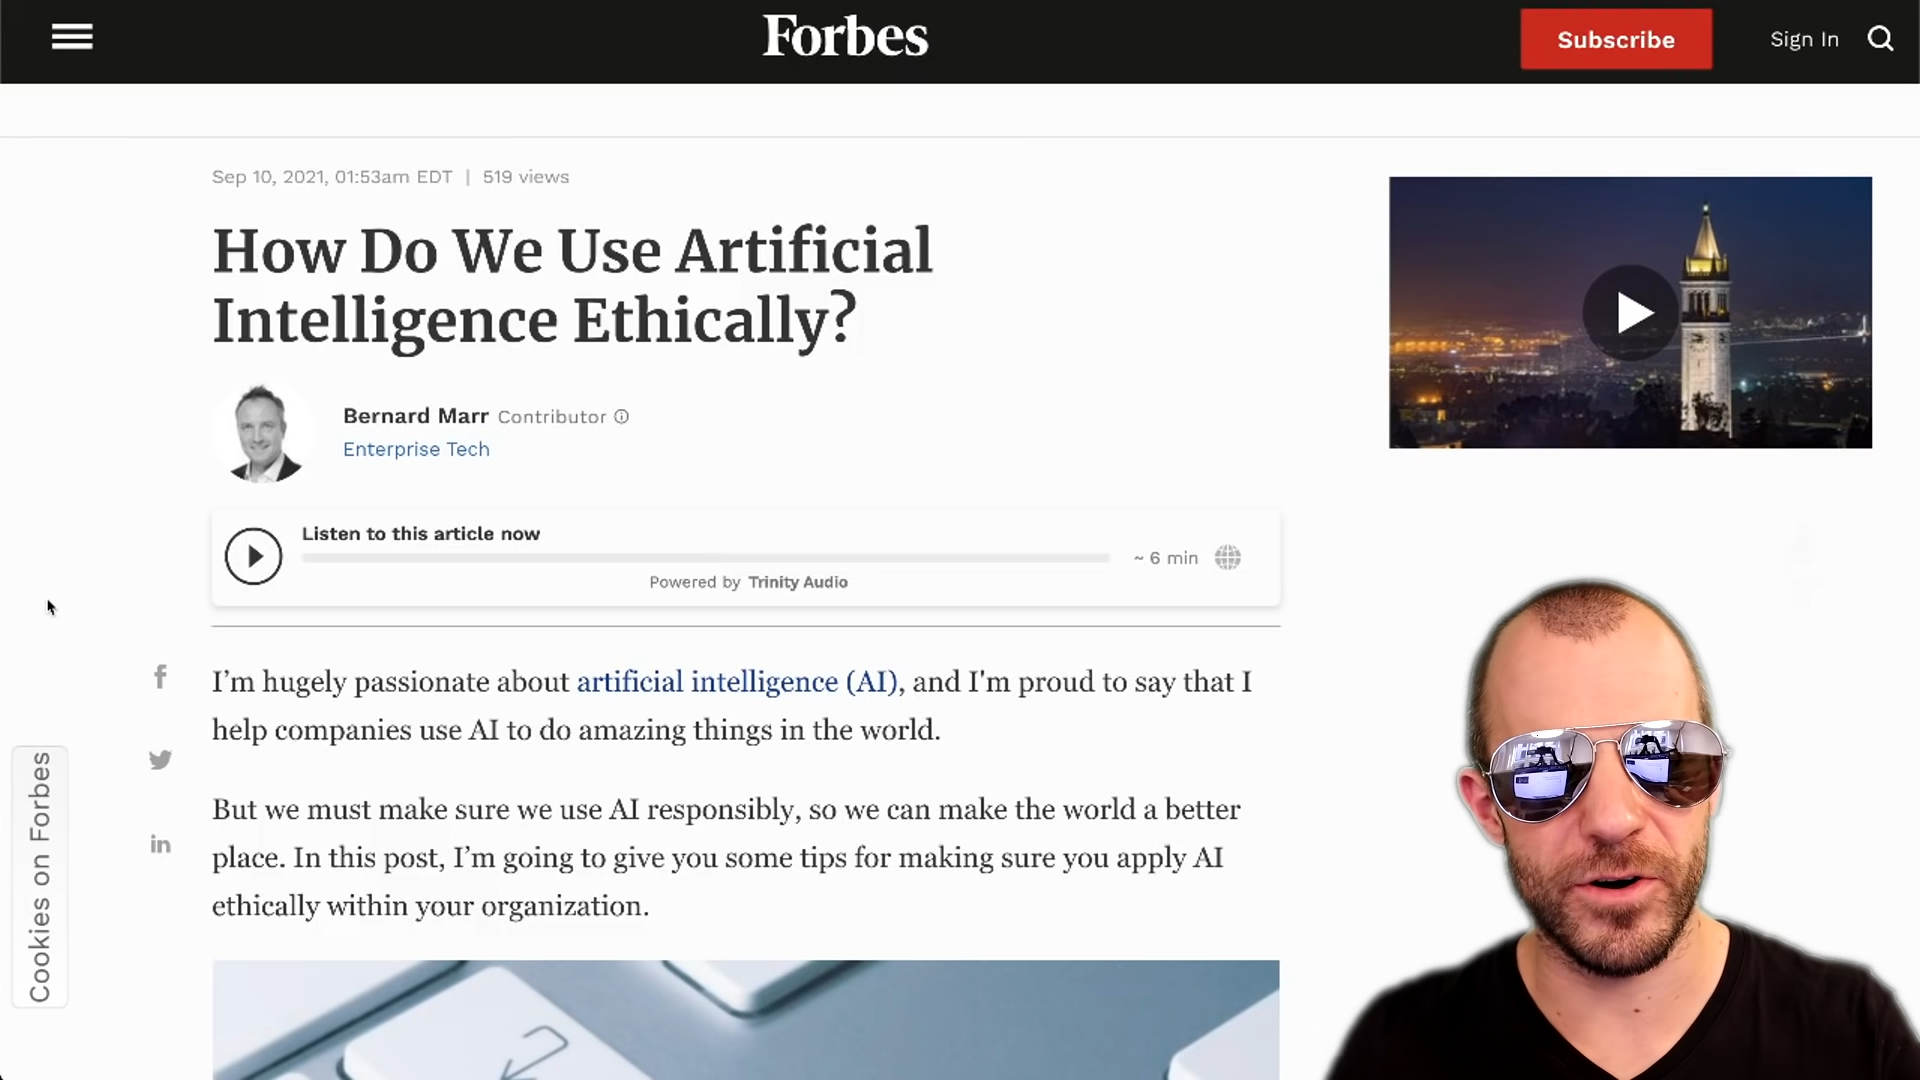 Forbes
Subscribe
Sign In
Sep 10, 2021, 01:53am EDT | 519 views
How Do We Use Artificial
Intelligence Ethically?
Bernard Marr Contributor
Enterprise Tech
Listen to this article now
~ 6 min
Powered by Trinity Audio
I’m hugely passionate about artificial intelligence (AI), and I'm proud to say that I
help companies use AI to do amazing things in the world.
But we must make sure we use AI responsibly, so we can make the world a better
place. In this post, I’m going to give you some tips for making sure you apply AI
ethically within your organization.
Cookies on Forbes